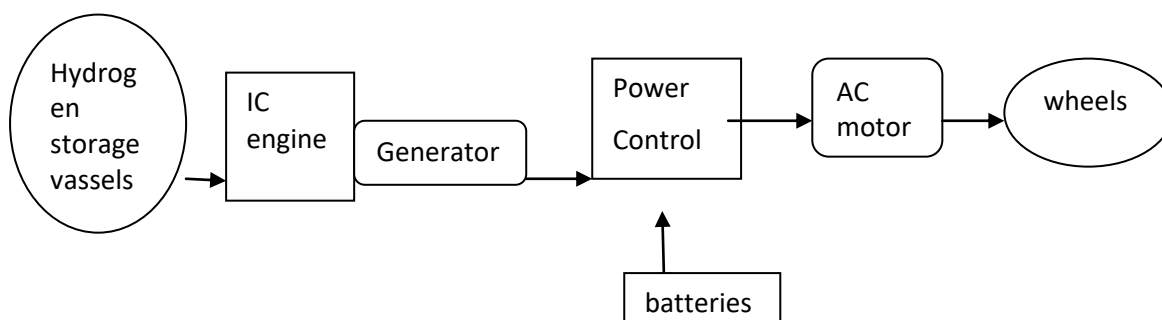 Hydrog
en
storage
vassels
IC
engine
Generator
Power
Control
AC
motor
wheels
batteries